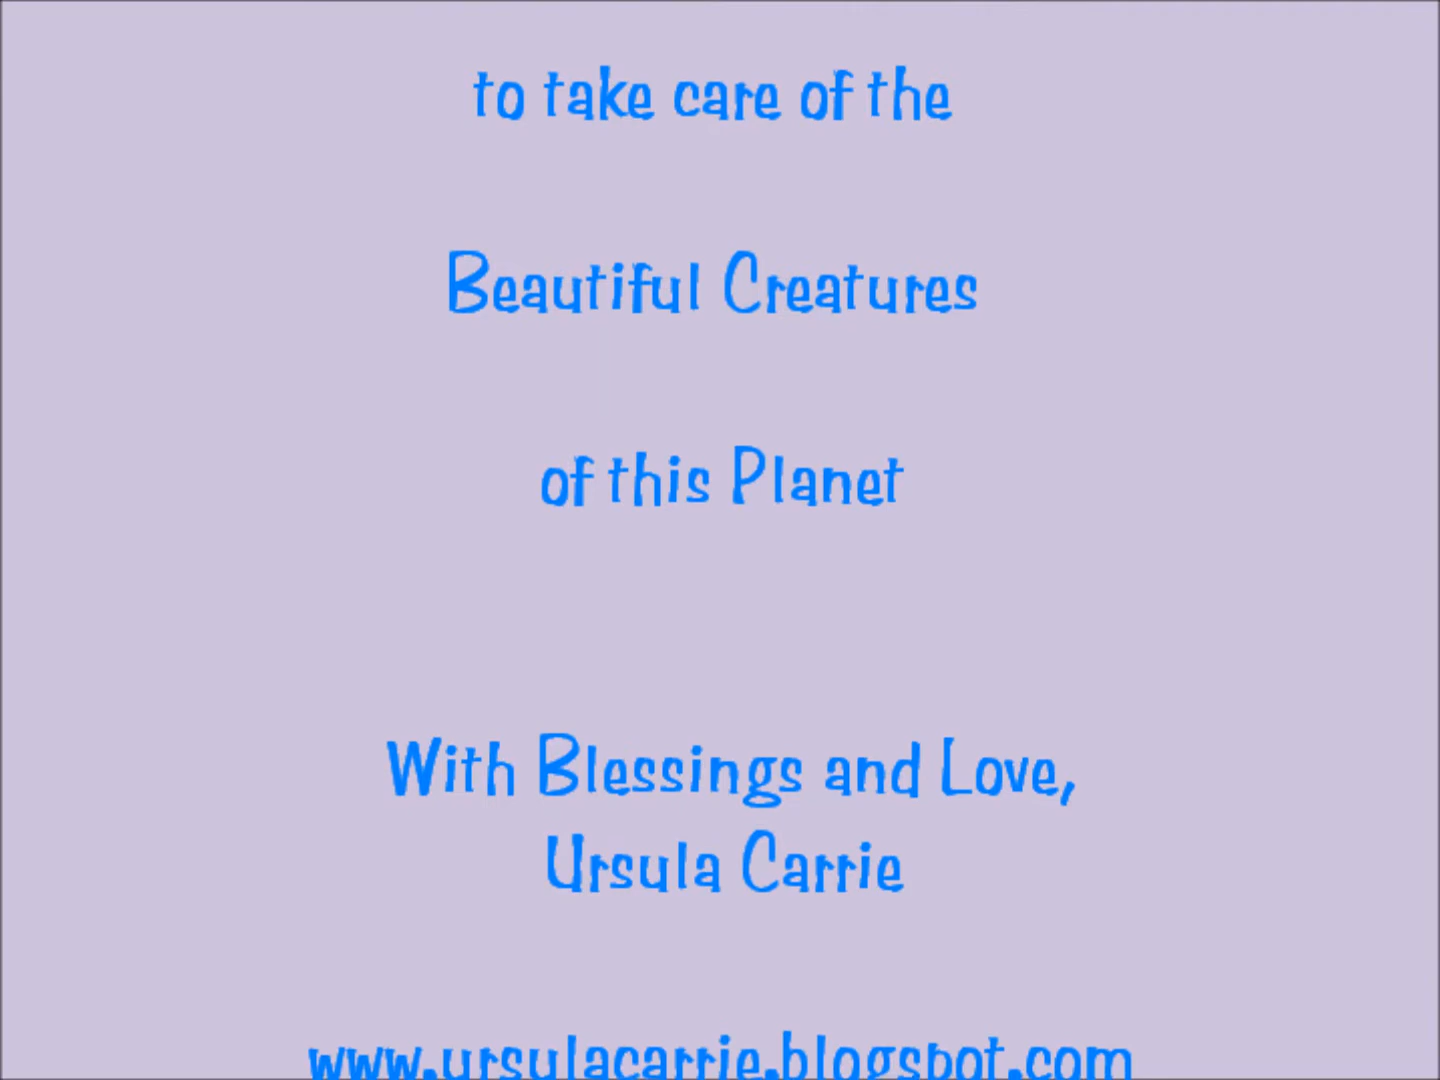 to take care of the
Beautiful Creatures
of this Planet
With Blessings and Love,
Ursula Carrie
www.ursulacarrie.blogspot.com